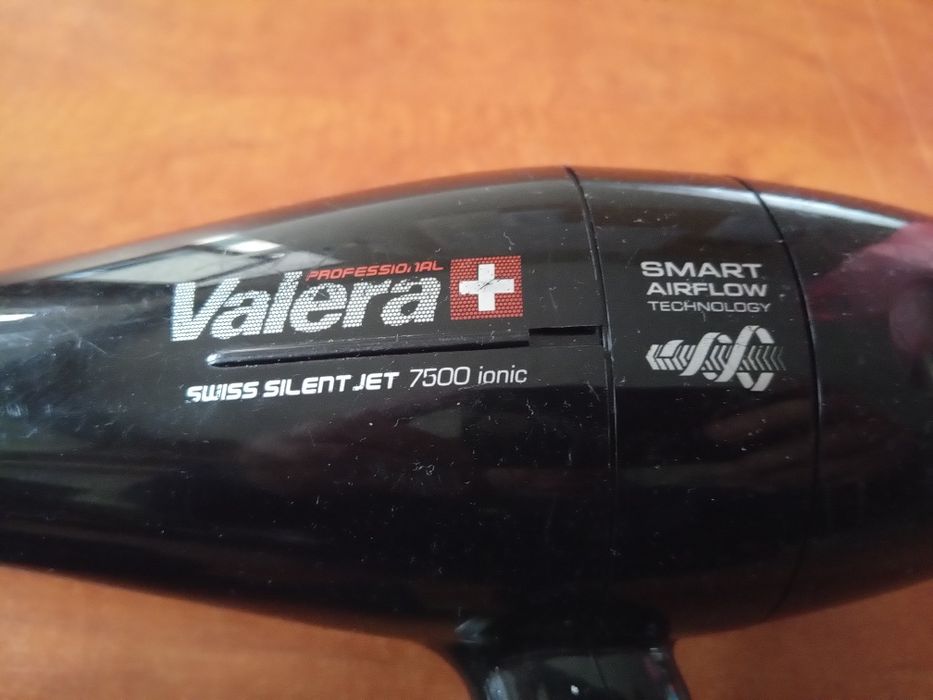 PROFESSIONAL
Valera
SWISS SILENT JET 7500 ionic
SMART
AIRFLOW
TECHNOLOGY